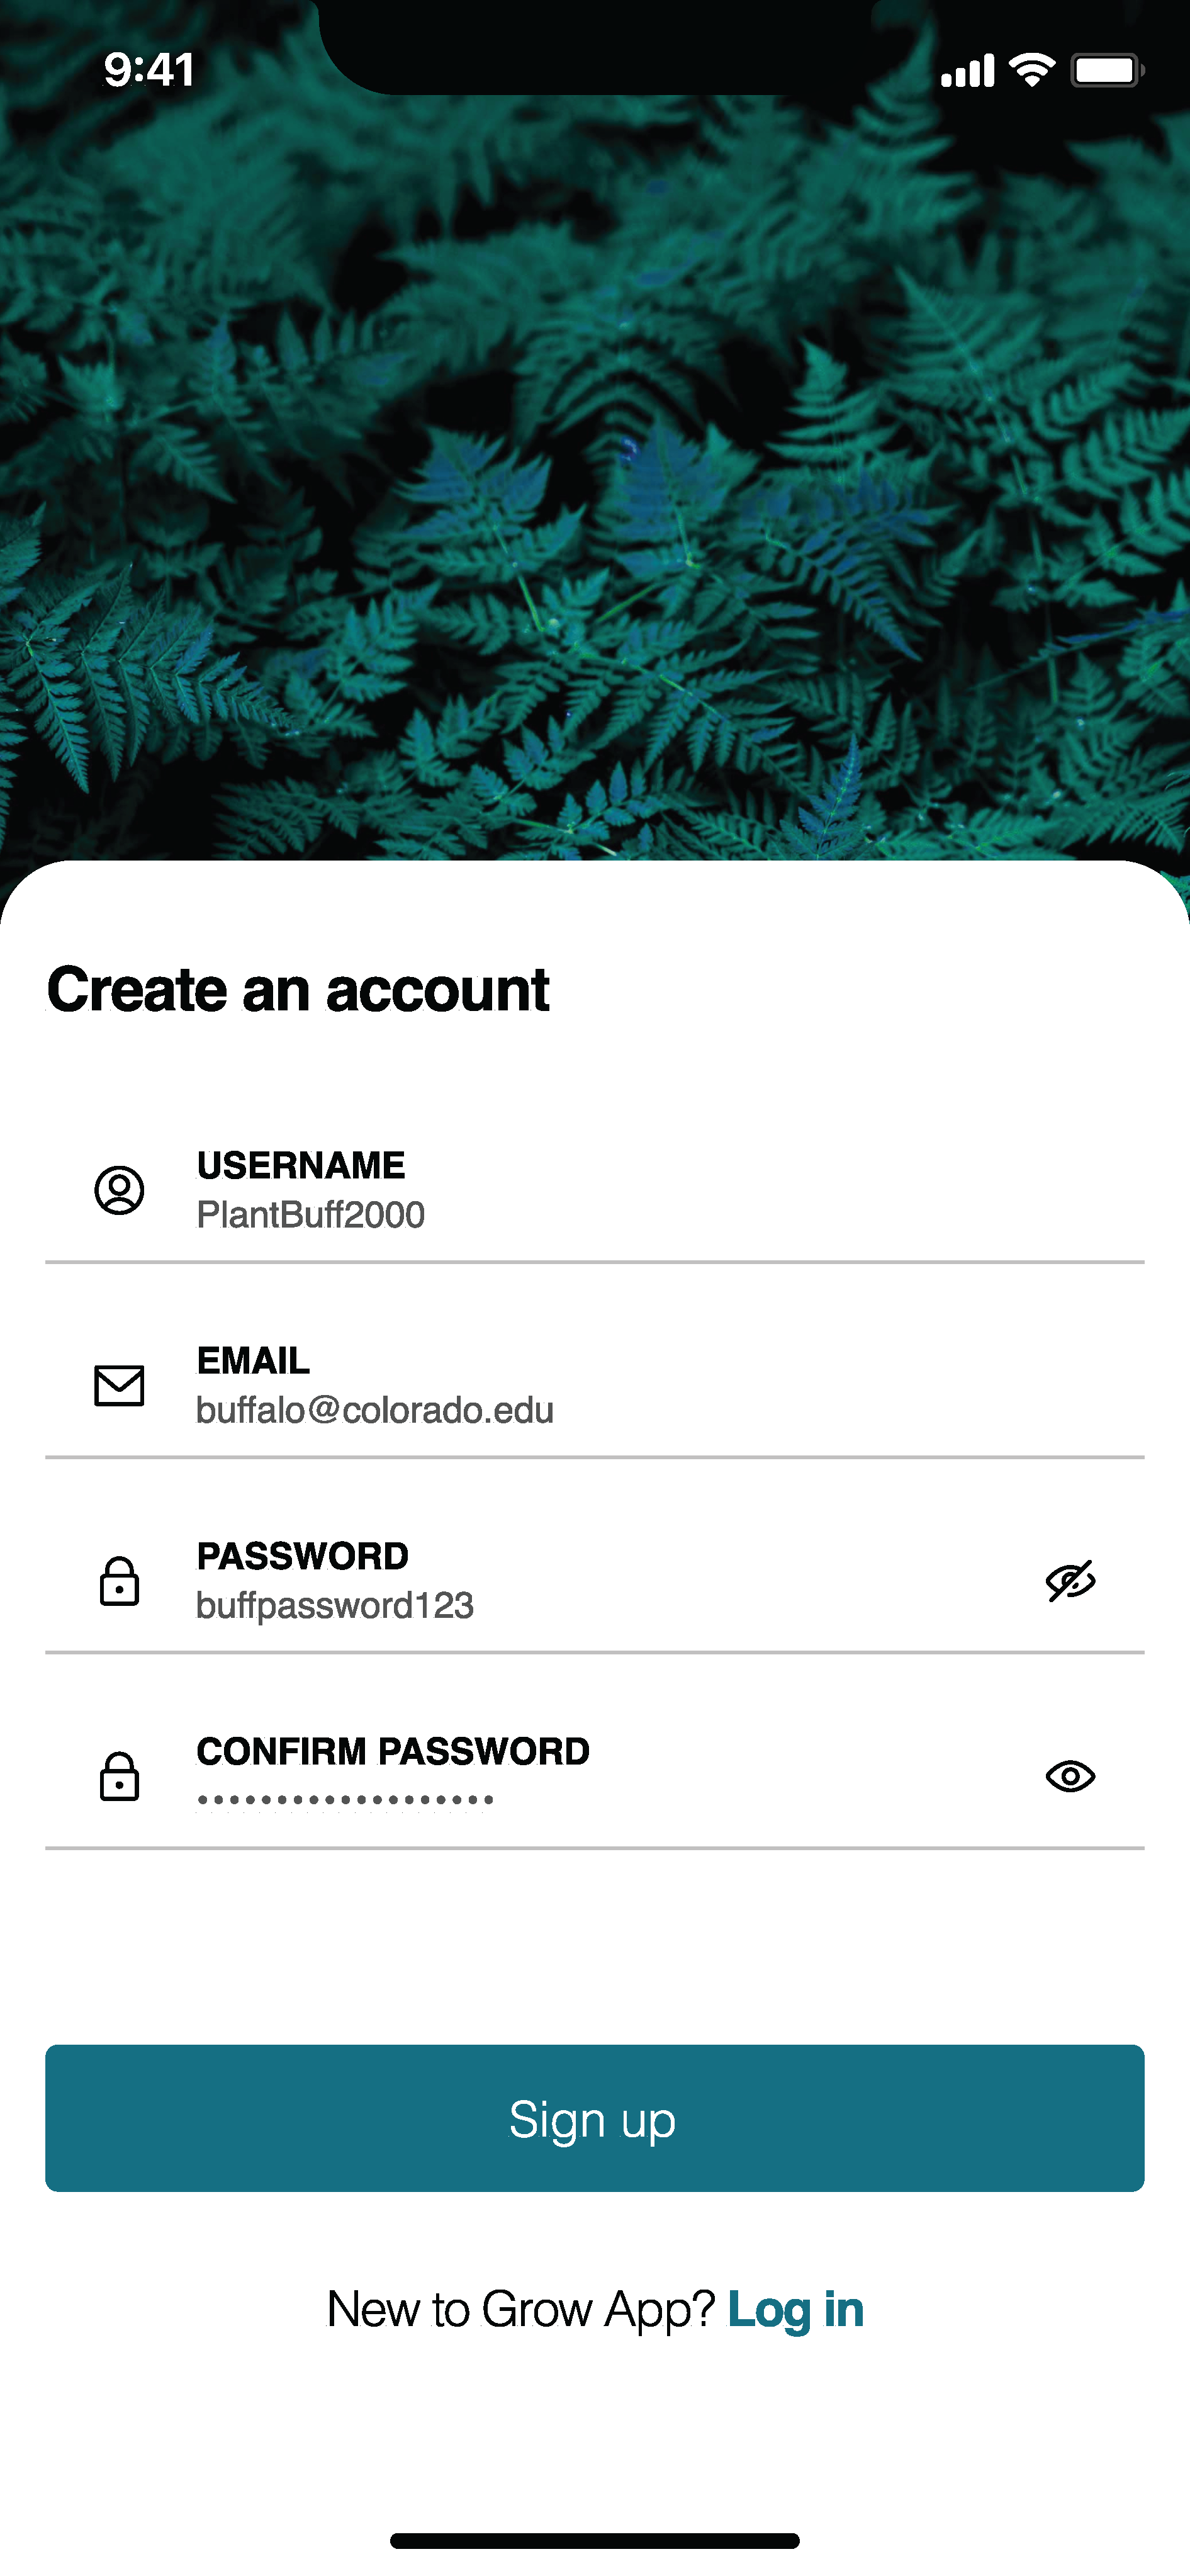 9:41
Create an account
USERNAME
PlantBuff2000
EMAIL
buffalo@colorado.edu
PASSWORD
buffpassword123
CONFIRM PASSWORD
•••••••••••••••••••
Sign up
New to Grow App? Log in